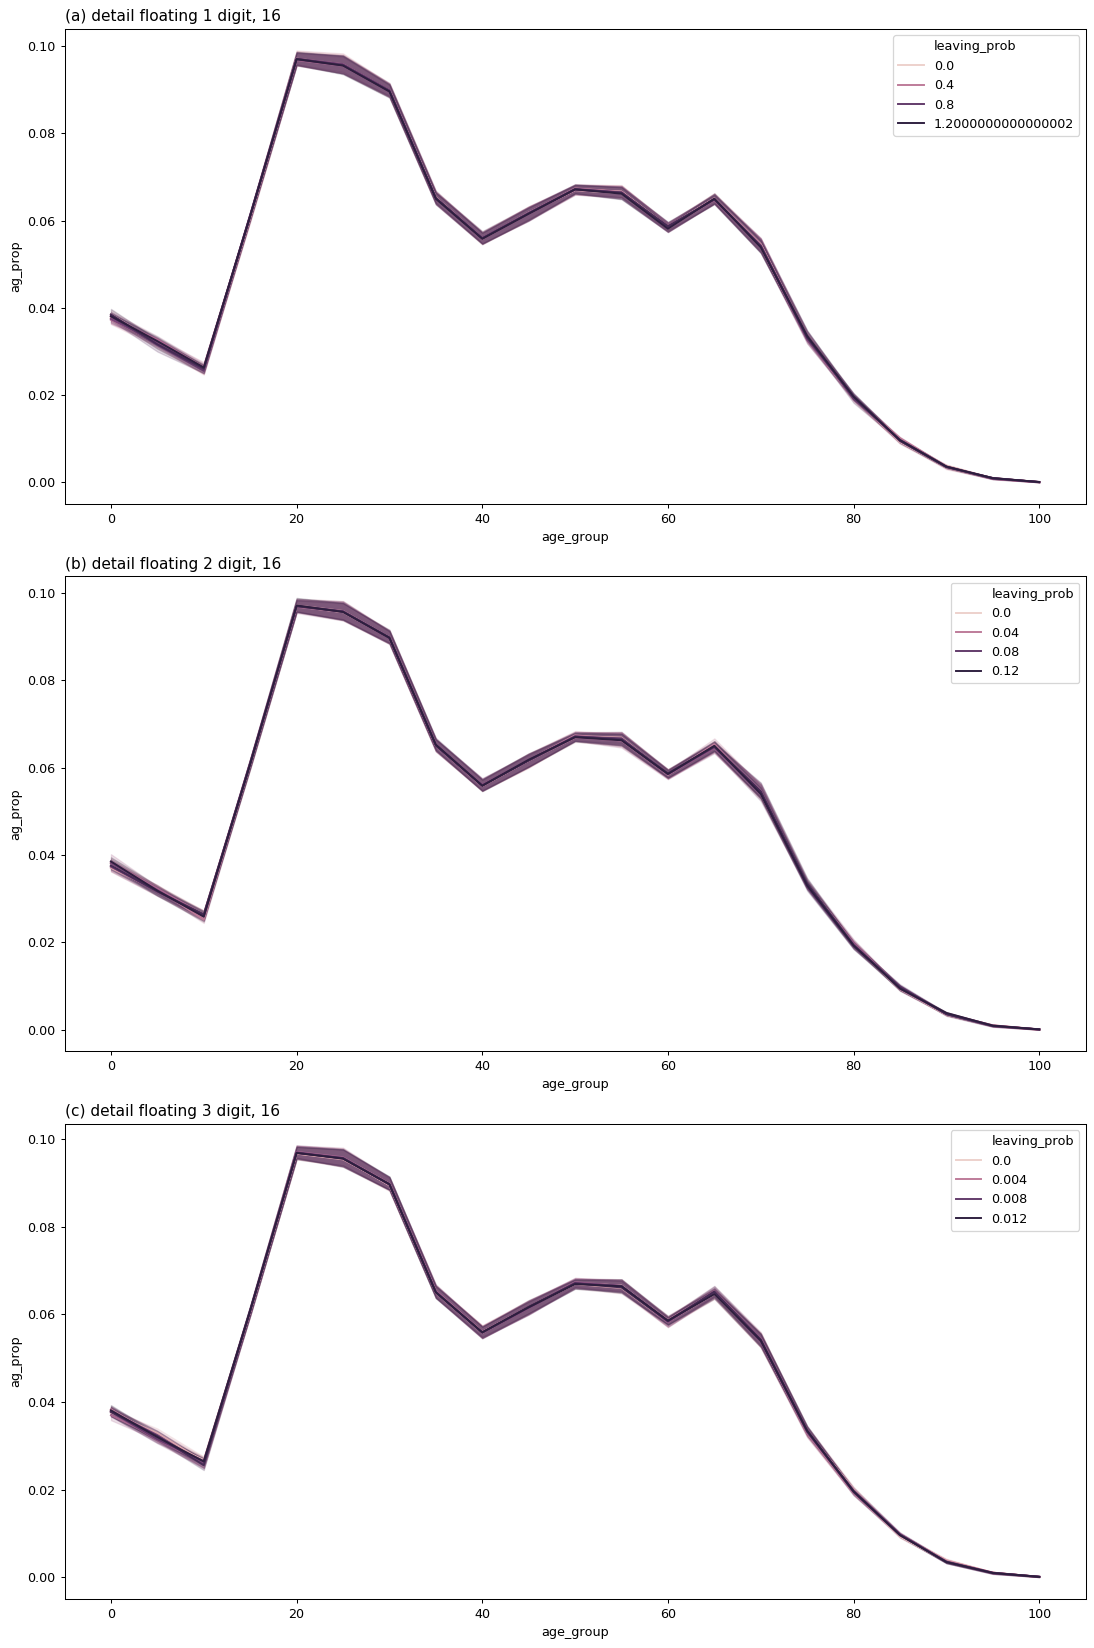 (a) detail floating 1 digit, 16
leaving_prob
0.0
0.4
0.8
1.2000000000000002
0.10
0.08
0.06
0.04
0.02
0.00
ag_prop
0 20 40 60 80 100
age_group
(b) detail floating 2 digit, 16
leaving_prob
0.0
0.04
0.08
0.12
0.10
0.08
0.06
0.04
0.02
0.00
ag_prop
0 20 40 60 80 100
age_group
(c) detail floating 3 digit, 16
leaving_prob
0.0
0.004
0.008
0.012
0.10
0.08
0.06
0.04
0.02
0.00
ag_prop
0 20 40 60 80 100
age_group